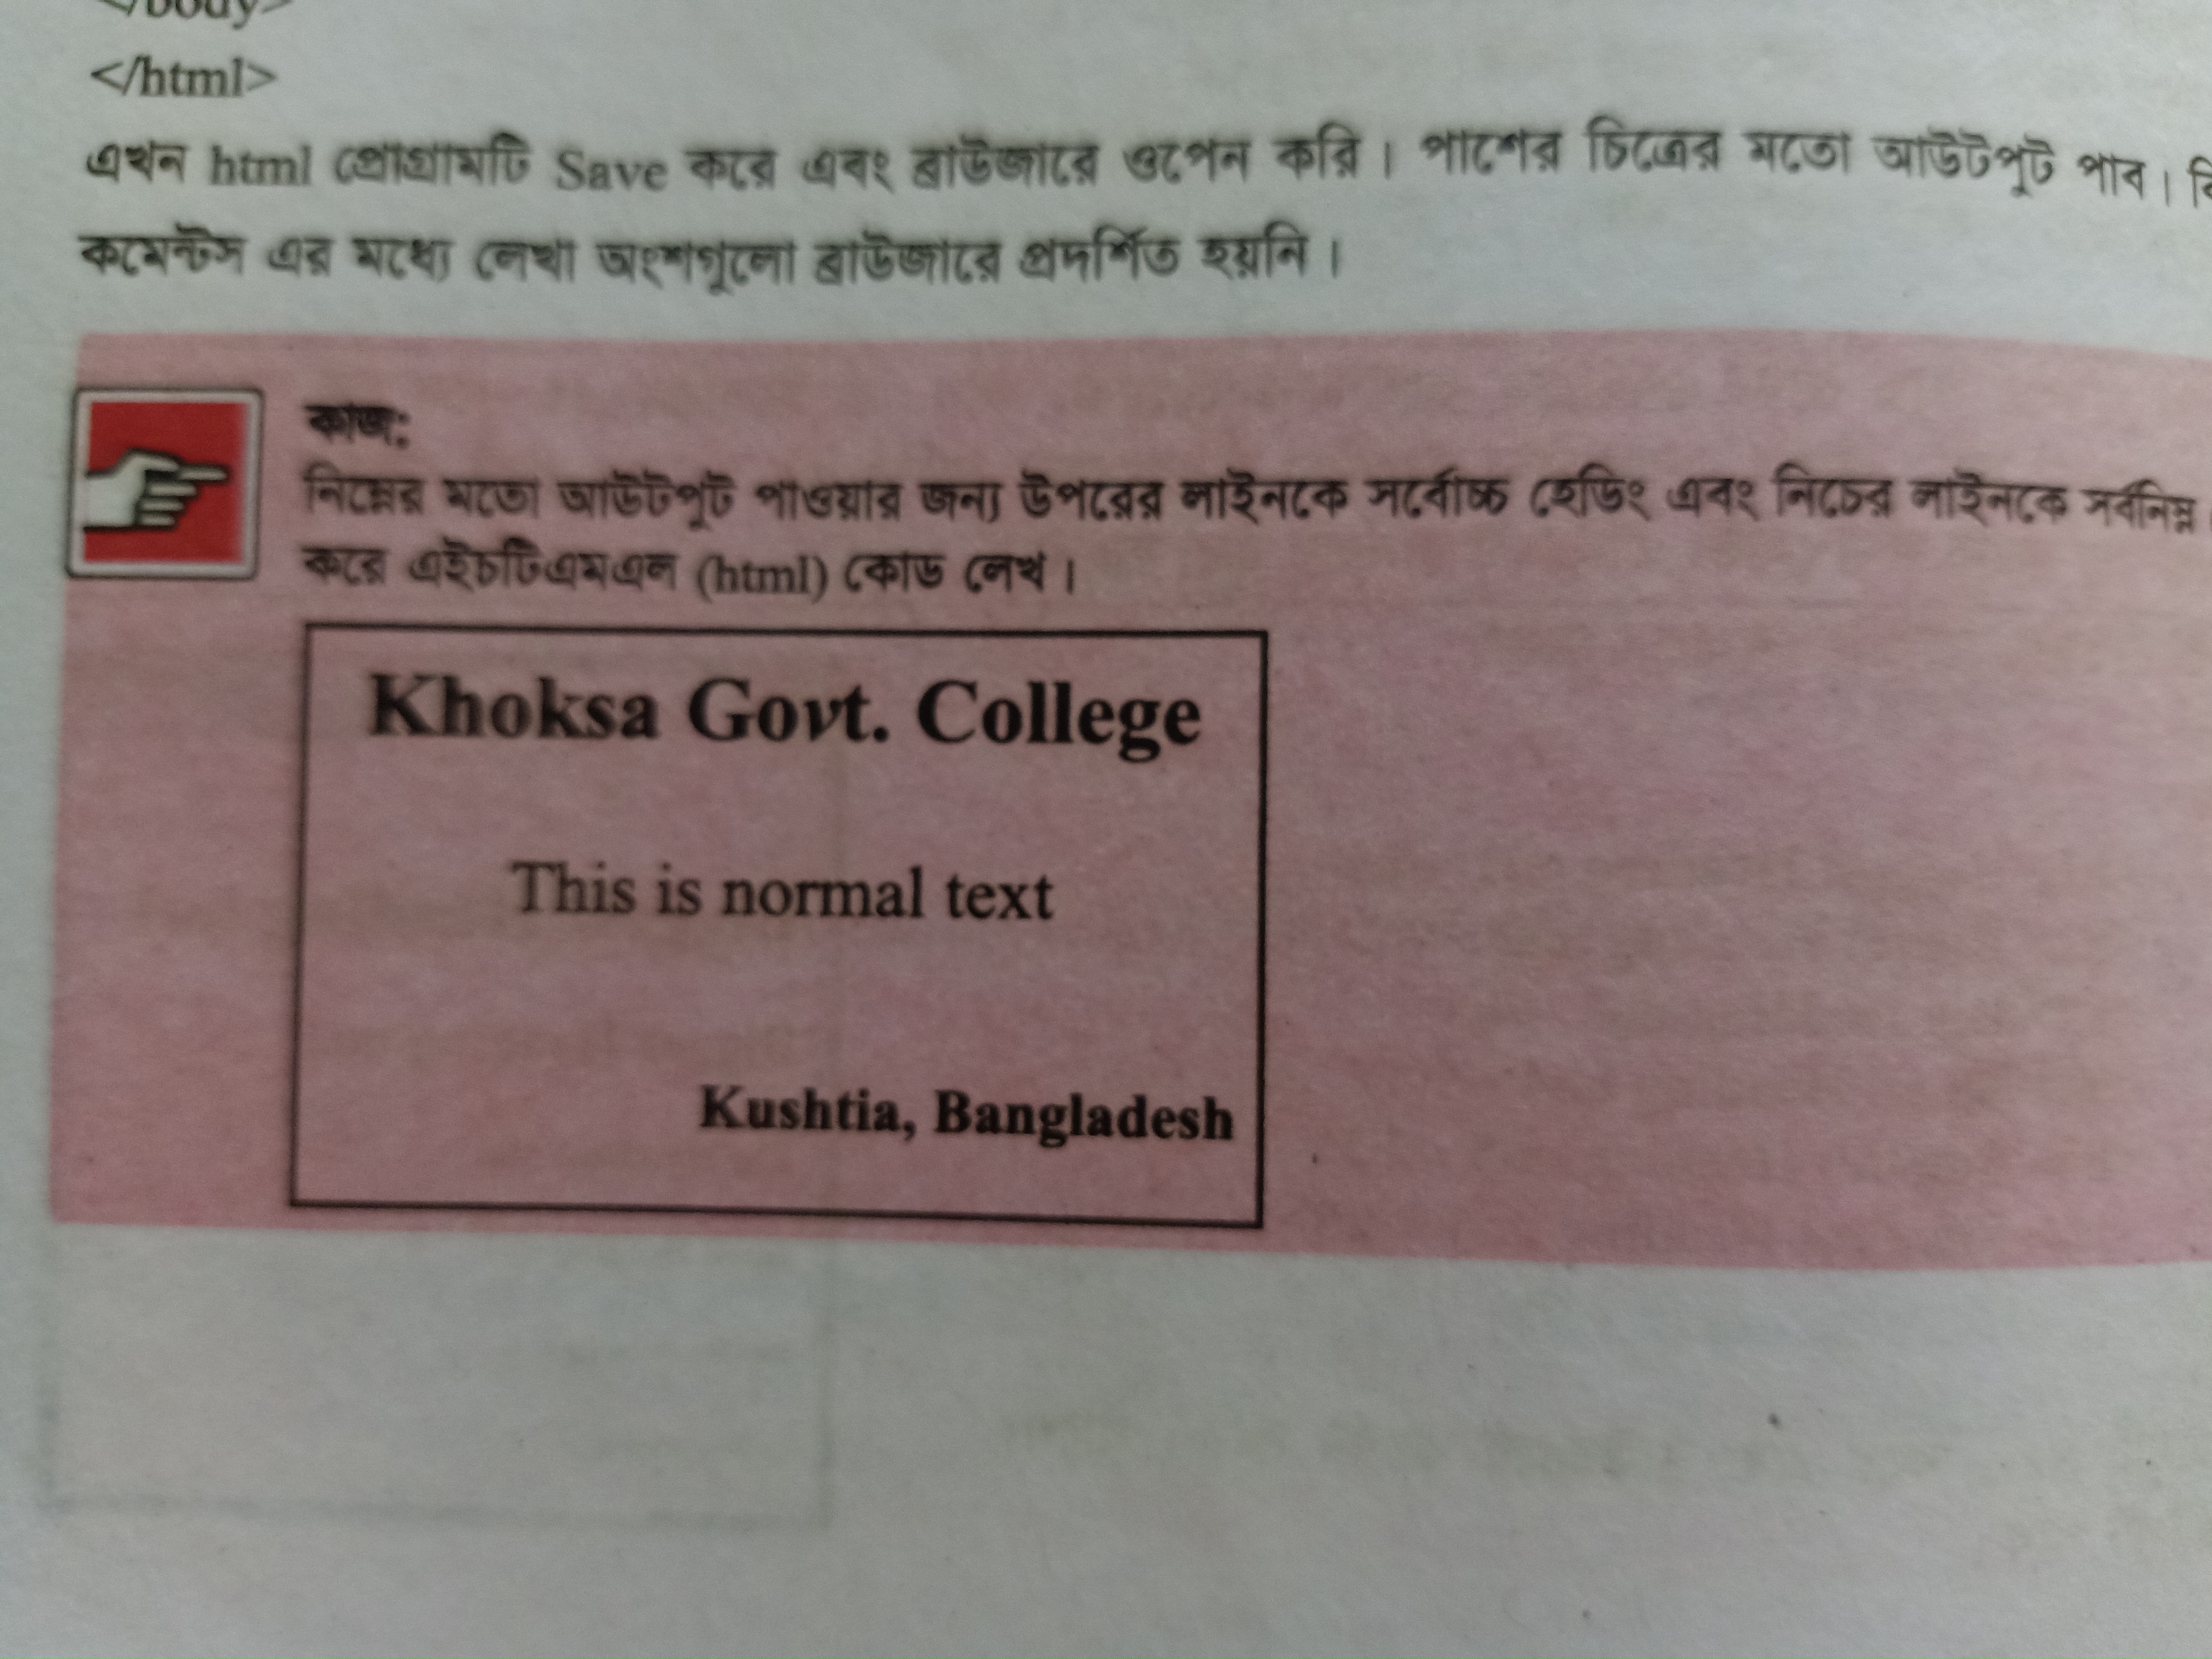 </body>
</html>
এখন html প্রোগ্রামটি Save করে এবং ব্রাউজারে ওপেন করি। পাশের চিত্রের মতো আউটপুট পাব।
কমেন্টস এর মধ্যে লেখা অংশগুলো ব্রাউজারে প্রদর্শিত হয়নি।
কাজ:
নিম্নের মতো আউটপুট পাওয়ার জন্য উপরের লাইনকে সর্বোচ্চ হেডিং এবং নিচের লাইনকে সর্বনিম্ন
করে এইচটিএমএল (html) কোড লেখ।
Khoksa Govt. College
This is normal text
Kushtia, Bangladesh